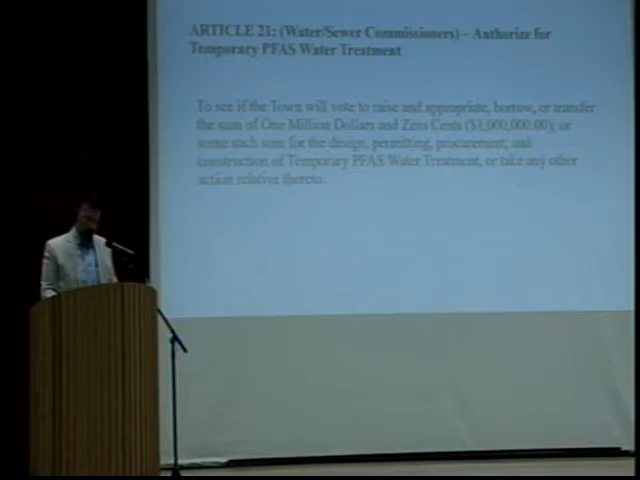 ARTICLE 21: (Water/Sewer Commissioners) – Authorize for
Temporary PFAS Water Treatment
To see if the Town will vote to raise and appropriate, borrow, or transfer
the sum of One Million Dollars and Zero Cents ($1,000,000.00); or
some such sum for the design, permitting, procurement, and
construction of Temporary PFAS Water Treatment, or take any other
action relative thereto.